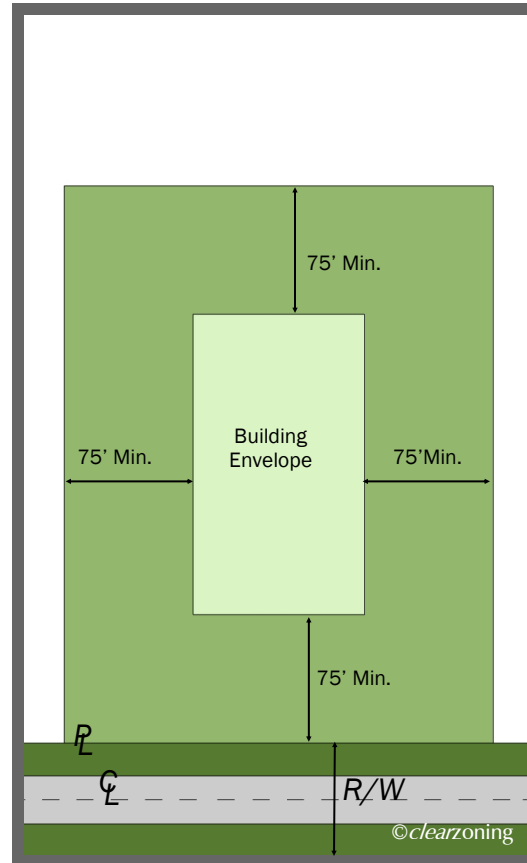 75’ Min.
Building
Envelope
75’ Min.
75’Min.
75’ Min.
PL
CL
R/W
©clearzoning